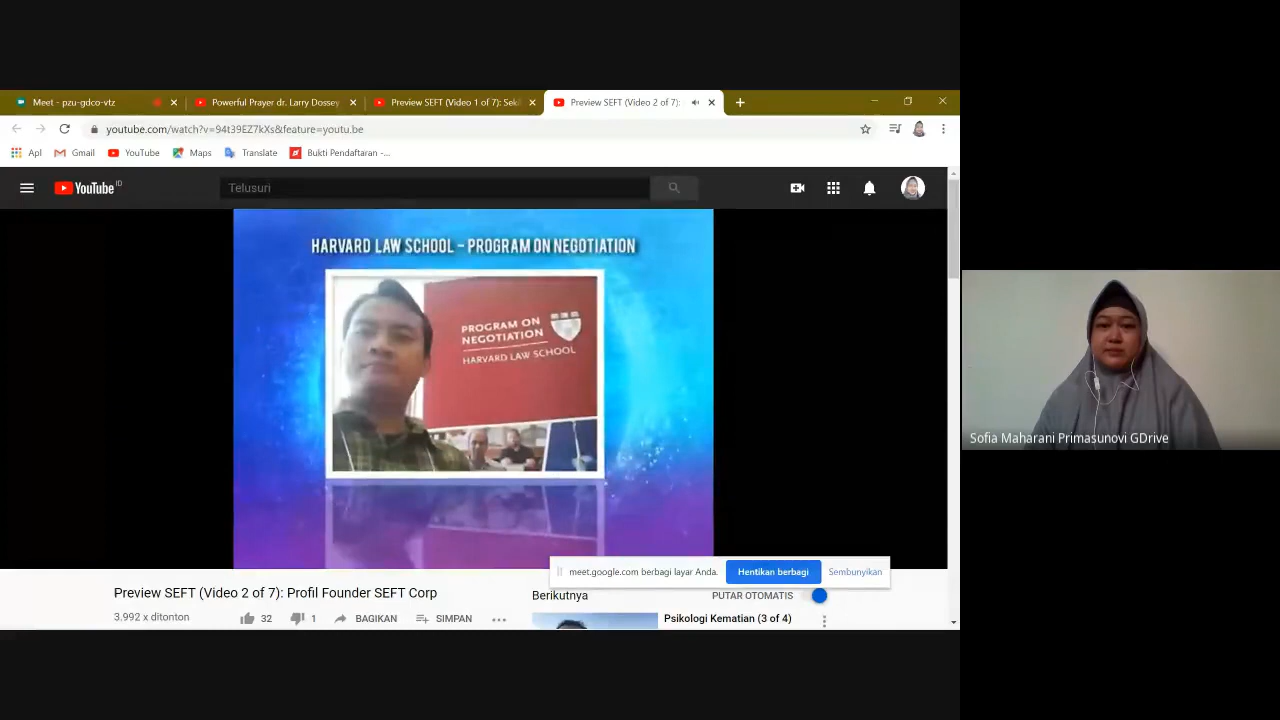 Meet - pzu-gdco-vtz
Powerful Prayer dr. Larry Dossey
Preview SEFT (Video 1 of 7): Seki
Preview SEFT (Video 2 of 7):
youtube.com/watch?v=94t39EZ7kXs&feature=youtu.be
Apl
Gmail
YouTube
Maps
Translate
Bukti Pendaftaran -...
YouTube ID
Telusuri
HARVARD LAW SCHOOL - PROGRAM ON NEGOTIATION
PROGRAM ON
NEGOTIATION
HARVARD LAW SCHOOL
Sofia Maharani Primasunovi GDrive
meet.google.com berbagi layar Anda.
Hentikan berbagi
Sembunyikan
Preview SEFT (Video 2 of 7): Profil Founder SEFT Corp
Berikutnya
PUTAR OTOMATIS
3.992 x ditonton
32
1
BAGIKAN
SIMPAN
Psikologi Kematian (3 of 4)